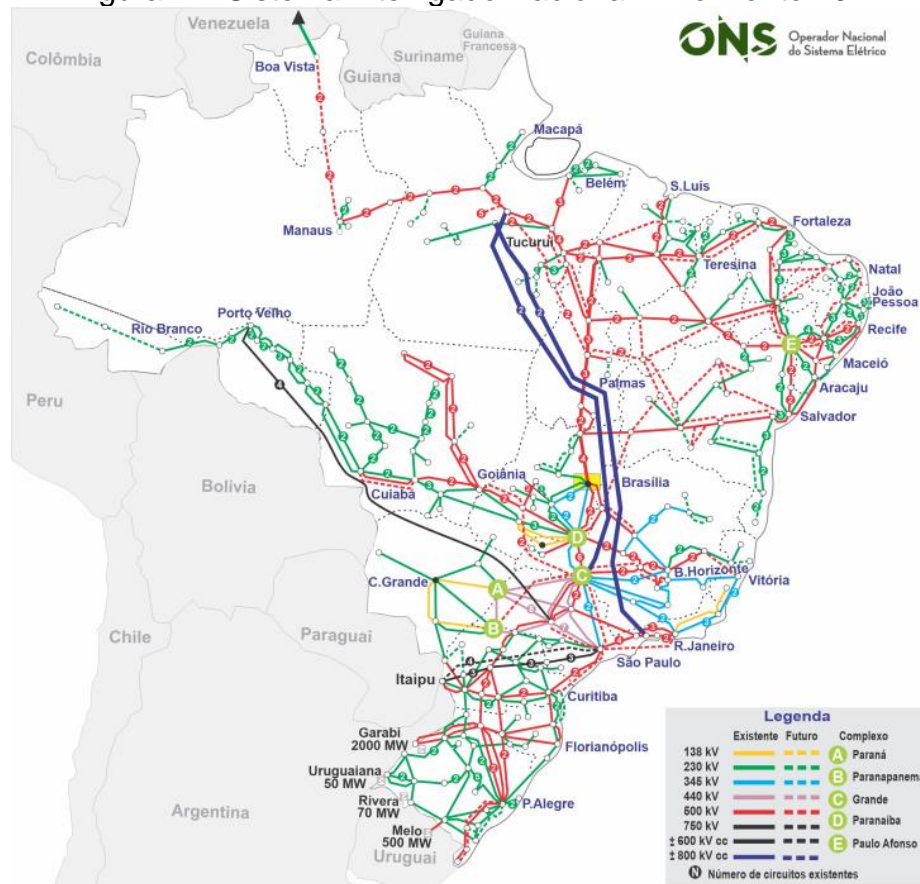 Venezuela
Guiana
Francesa
Colômbia
Suriname
Boa Vista
Guiana
ONS
Operador Nacional
do Sistema Elétrico
Macapá
Belém
S.Luís
Manaus
Fortaleza
Tucuruí
Teresina
Natal
João
Pessoa
Porto Velho
Rio Branco
Recife
E
Maceió
Palmas
Aracaju
Peru
Salvador
Goiânia
Brasília
Cuiabá
Bolívia
D
C
B.Horizonte
Vitória
C.Grande
A
B
Chile
Paraguai
R.Janeiro
São Paulo
Itaipu
Curitiba
Garabi
2000 MW
Florianópolis
Uruguaiana
50 MW
Rivera
70 MW
P.Alegre
Melo
500 MW
Argentina
Uruguai
Legenda
Existente Futuro Complexo
138 kV A Paraná
230 kV B Paranapanema
345 kV
440 kV C Grande
500 kV D Paranaiba
750 kV
± 600 kV cc E Paulo Afonso
± 800 kV cc
N Número de circuitos existentes